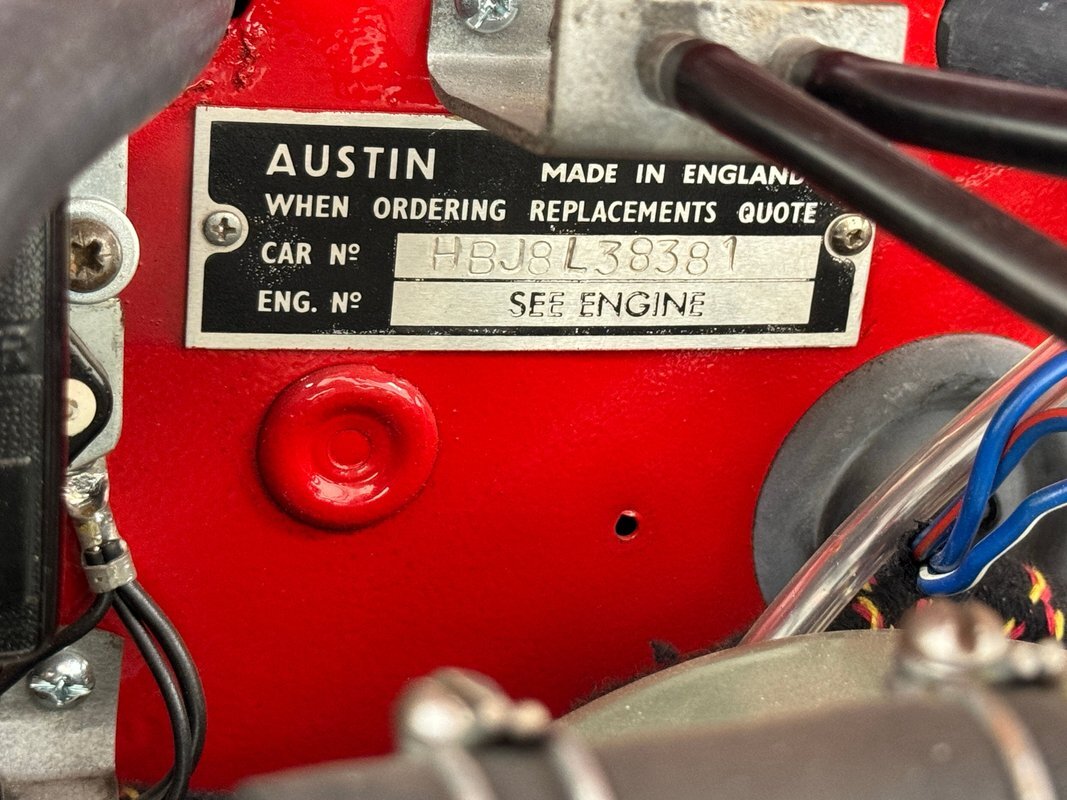 AUSTIN
MADE IN ENGLAND
WHEN ORDERING REPLACEMENTS QUOTE
CAR Nº HBJ8L38381
ENG. Nº SEE ENGINE